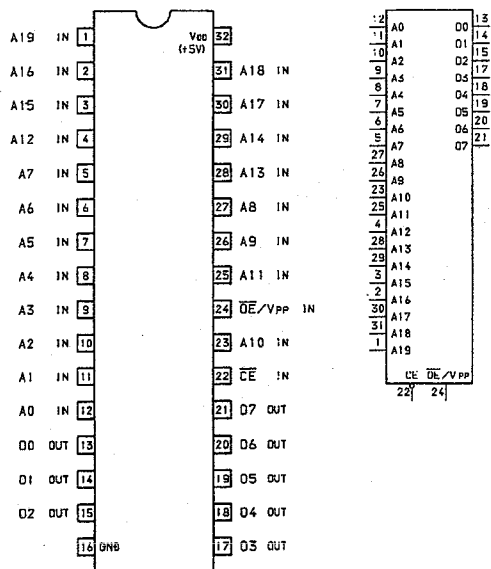 A19 IN 1
32 VDD
(+5V)
A16 IN 2
31 A18 IN
A15 IN 3
30 A17 IN
A12 IN 4
29 A14 IN
A7 IN 5
28 A13 IN
A6 IN 6
27 A8 IN
A5 IN 7
26 A9 IN
A4 IN 8
25 A11 IN
A3 IN 9
24 OE/VPP IN
A2 IN 10
23 A10 IN
A1 IN 11
22 CE IN
A0 IN 12
21 O7 OUT
O0 OUT 13
20 O6 OUT
O1 OUT 14
19 O5 OUT
O2 OUT 15
18 O4 OUT
16 GND
17 O3 OUT
12 A0
11 A1
10 A2
9 A3
8 A4
7 A5
6 A6
5 A7
27 A8
26 A9
23 A10
25 A11
4 A12
28 A13
29 A14
3 A15
2 A16
30 A17
31 A18
1 A19
O0 13
O1 14
O2 15
O3 17
O4 18
O5 19
O6 20
O7 21
CE OE/VPP
22 24